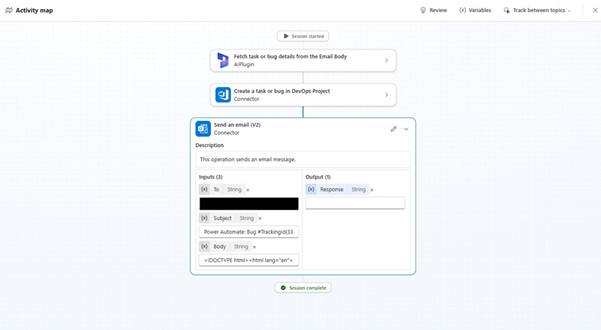 Activity map
Review
{x} Variables
Track between topics
Session started
Fetch task or bug details from the Email Body
AIPlugin
Create a task or bug in DevOps Project
Connector
Send an email (V2)
Connector
Description
This operation sends an email message.
Inputs (3)
Output (1)
{x} To String *
{x} Response String *
{x} Subject String *
Power Automate: Bug #TrackingId(33
{x} Body String *
<!DOCTYPE html><html lang="en">
Session complete